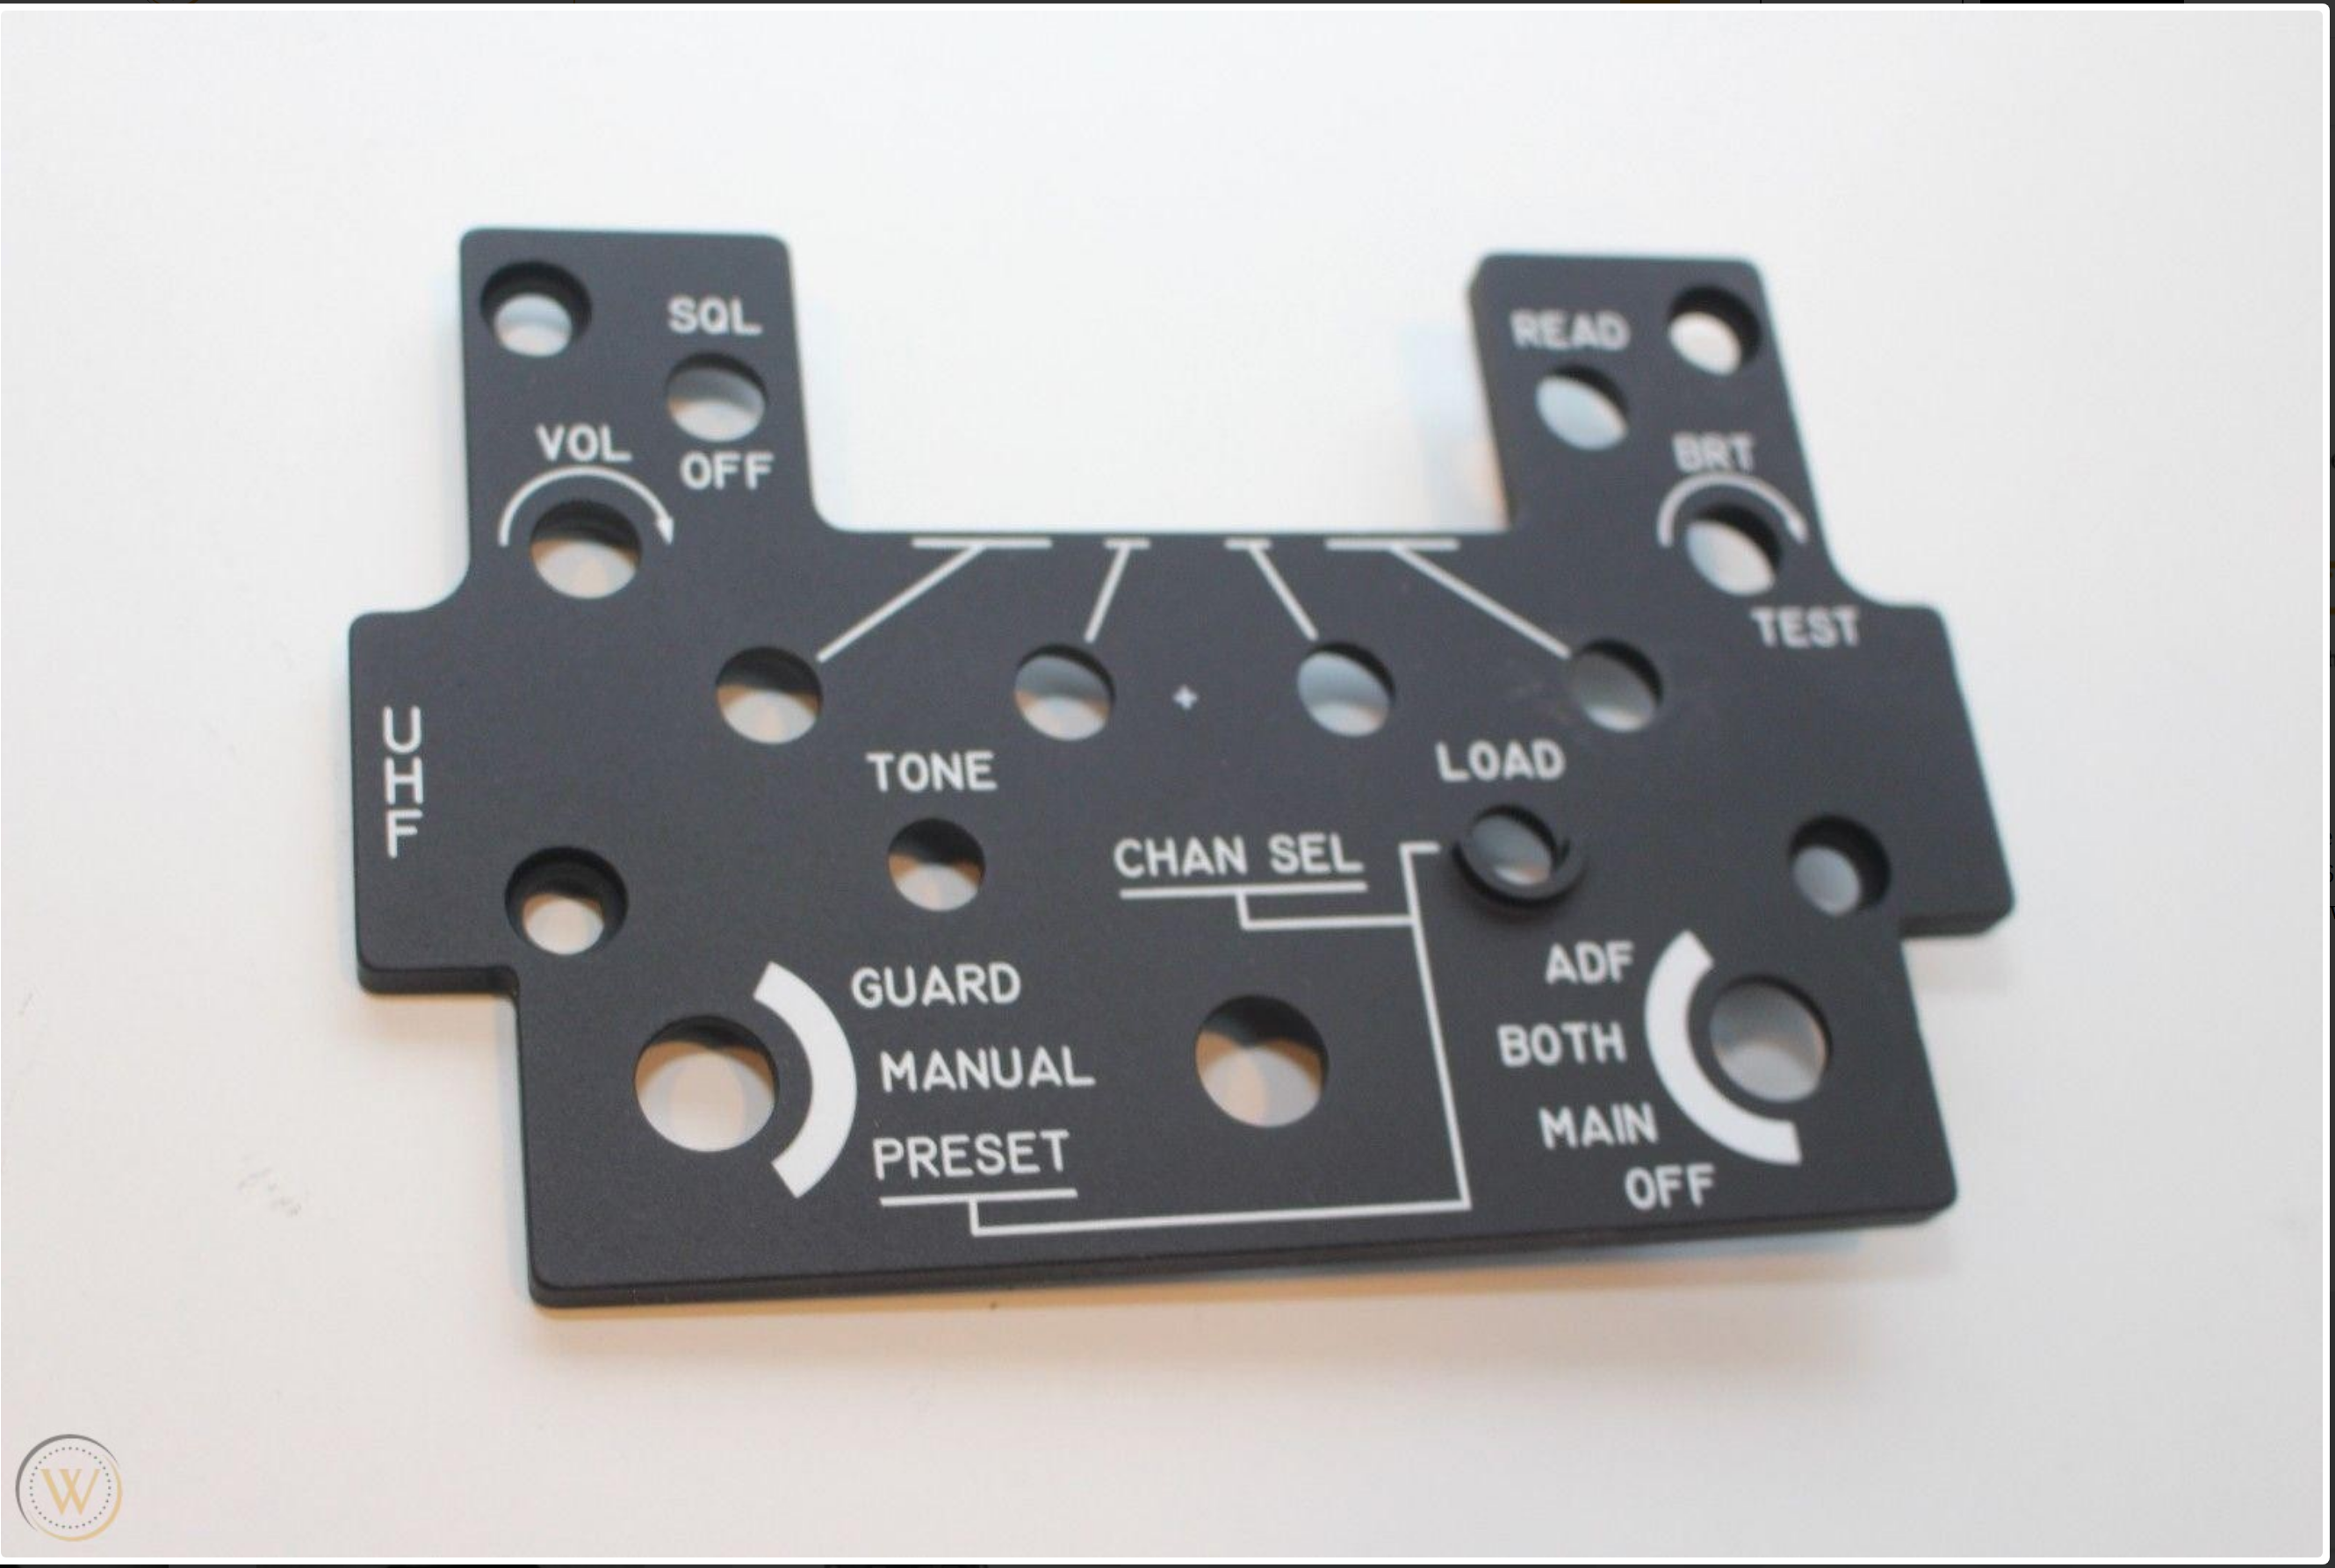 SQL
READ
VOL
OFF
BRT
TEST
UHF
TONE
LOAD
CHAN SEL
GUARD
ADF
MANUAL
BOTH
PRESET
MAIN
OFF
W